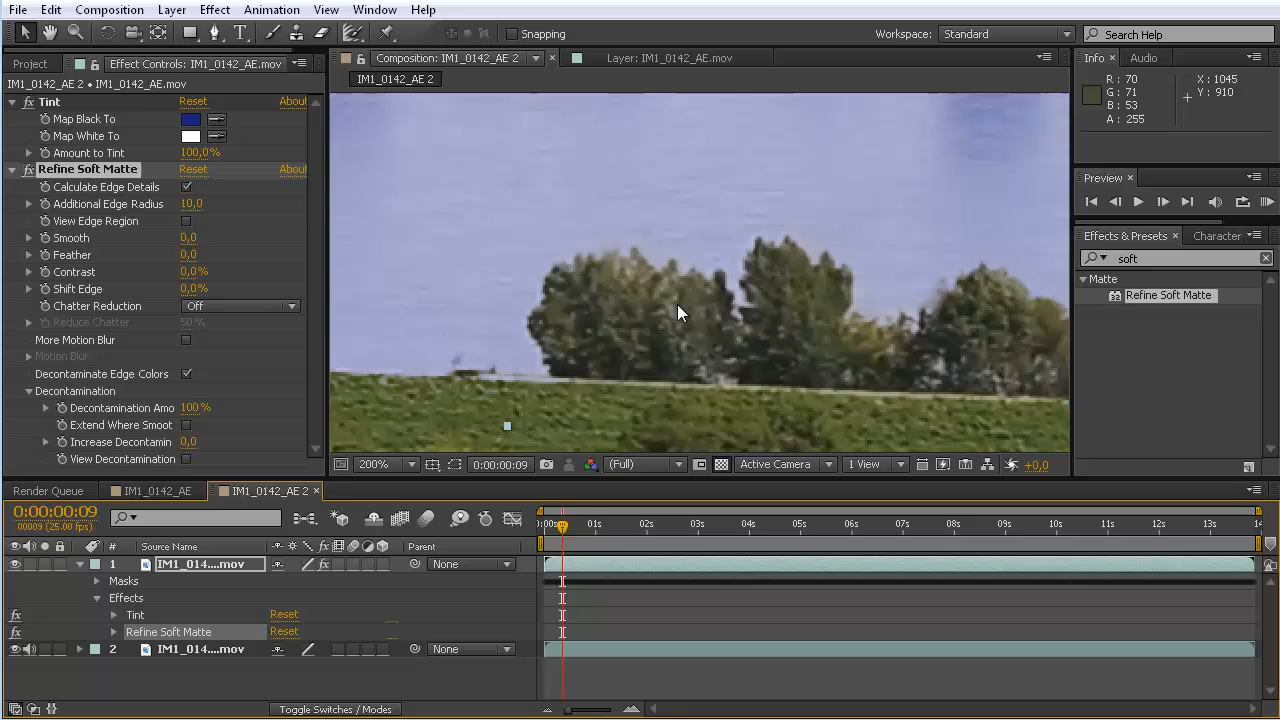 File Edit Composition Layer Effect Animation View Window Help
Snapping
Workspace: Standard
Search Help
Project
Effect Controls: IM1_0142_AE.mov
IM1_0142_AE 2 • IM1_0142_AE.mov
fx Tint Reset About
Map Black To
Map White To
Amount to Tint 100,0%
fx Refine Soft Matte Reset About
Calculate Edge Details
Additional Edge Radius 10,0
View Edge Region
Smooth 0,0
Feather 0,0
Contrast 0,0%
Shift Edge 0,0%
Chatter Reduction Off
Reduce Chatter 50%
More Motion Blur
Motion Blur
Decontaminate Edge Colors
Decontamination
Decontamination Amo 100%
Extend Where Smoot
Increase Decontamin 0,0
View Decontamination
Composition: IM1_0142_AE 2
Layer: IM1_0142_AE.mov
IM1_0142_AE 2
200%
0:00:00:09
(Full)
Active Camera
1 View
+0,0
Info
Audio
R : 70
G : 71
B : 53
A : 255
X : 1045
Y : 910
Preview
Effects & Presets
Character
soft
Matte
32 Refine Soft Matte
Render Queue
IM1_0142_AE
IM1_0142_AE 2
0:00:00:09
00009 (25.00 fps)
:00s 01s 02s 03s 04s 05s 06s 07s 08s 09s 10s 11s 12s 13s 14
# Source Name
fx
Parent
1 IM1_014....mov fx None
Masks
Effects
fx Tint Reset
fx Refine Soft Matte Reset
2 IM1_014....mov None
Toggle Switches / Modes